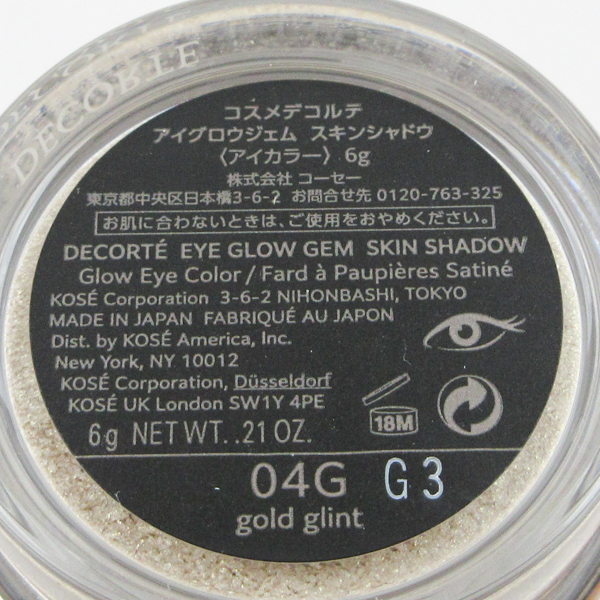 DECORTE
コスメデコルテ
アイグロウジェム スキンシャドウ
〈アイカラー〉 6g
株式会社 コーセー
東京都中央区日本橋3-6-2 お問合せ先 0120-763-325
お肌に合わないときは、ご使用をおやめください。
DECORTÉ EYE GLOW GEM SKIN SHADOW
Glow Eye Color / Fard à Paupières Satiné
KOSÉ Corporation 3-6-2 NIHONBASHI, TOKYO
MADE IN JAPAN FABRIQUÉ AU JAPON
Dist. by KOSÉ America, Inc.
New York, NY 10012
KOSÉ Corporation, Düsseldorf
KOSÉ UK London SW1Y 4PE
18M
6g NET WT. .21 OZ.
04G G3
gold glint